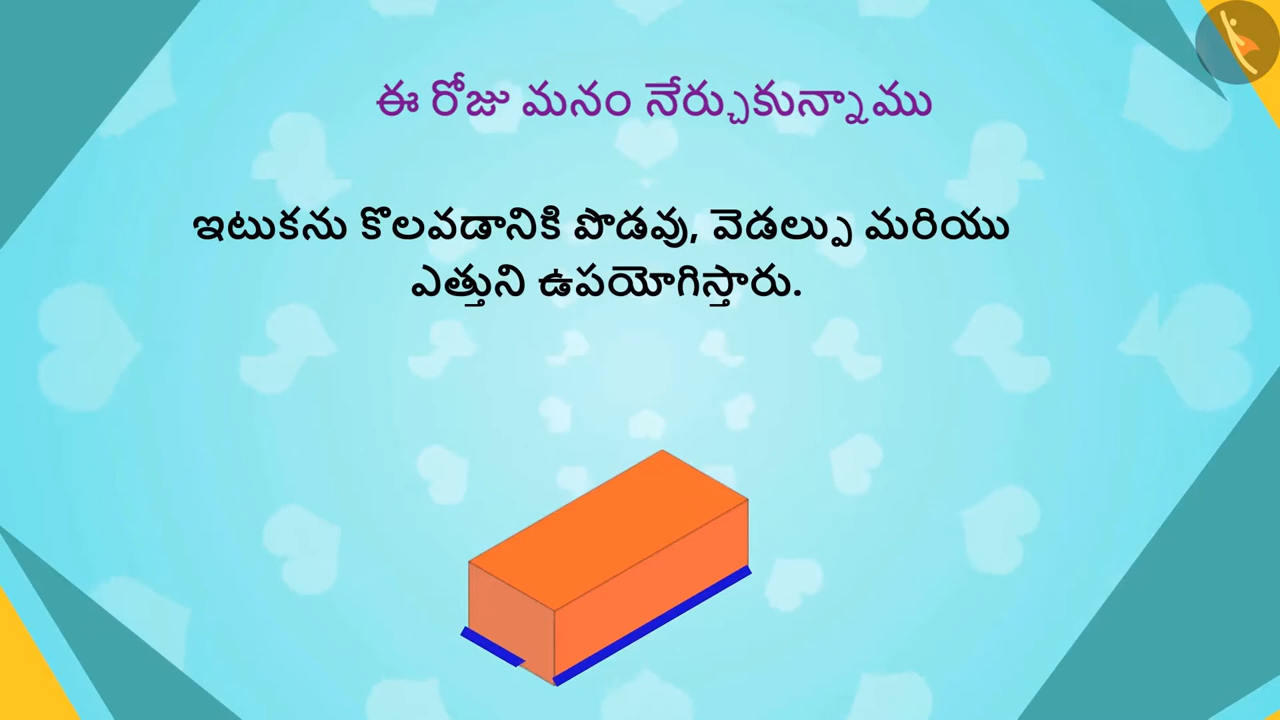 ఈ రోజు మనం నేర్చుకున్నాము
ఇటుకను కొలవడానికి పొడవు, వెడల్పు మరియు
ఎత్తుని ఉపయోగిస్తారు.